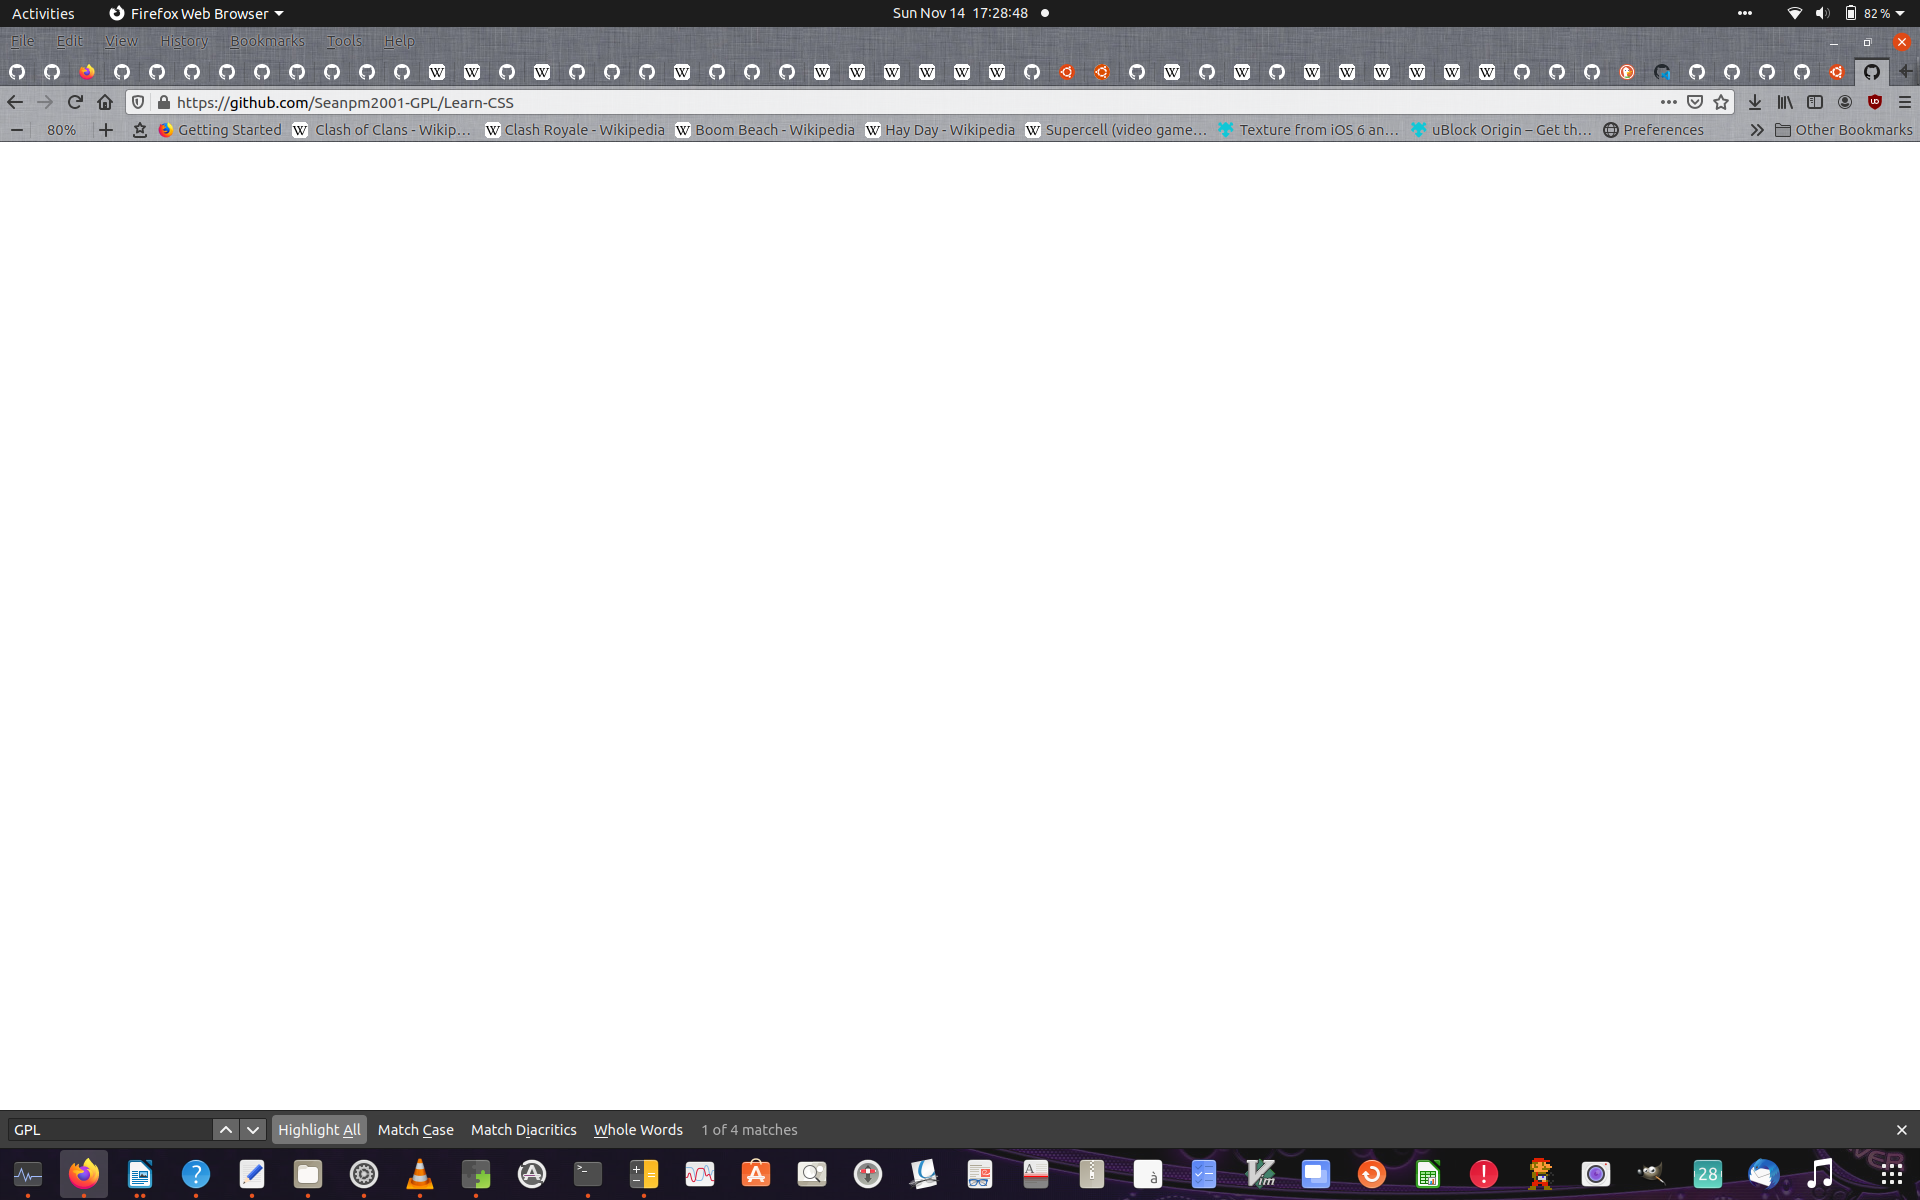 Activities
Firefox Web Browser
Sun Nov 14 17:28:48
82 %
File Edit View History Bookmarks Tools Help
https://github.com/Seanpm2001-GPL/Learn-CSS
80%
Getting Started
Clash of Clans - Wikip…
Clash Royale - Wikipedia
Boom Beach - Wikipedia
Hay Day - Wikipedia
Supercell (video game…
Texture from iOS 6 an…
uBlock Origin – Get th…
Preferences
Other Bookmarks
GPL
Highlight All
Match Case
Match Diacritics
Whole Words
1 of 4 matches
28